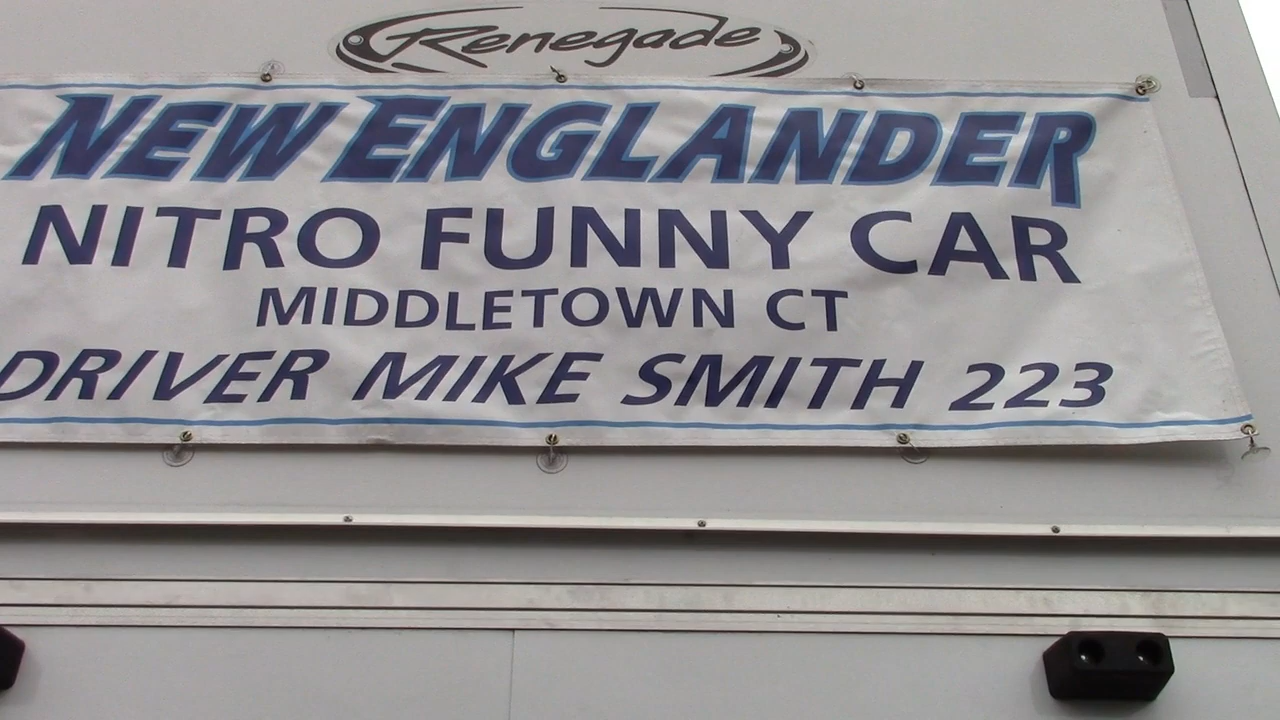 Renegade
NEW ENGLANDER
NITRO FUNNY CAR
MIDDLETOWN CT
DRIVER MIKE SMITH 223